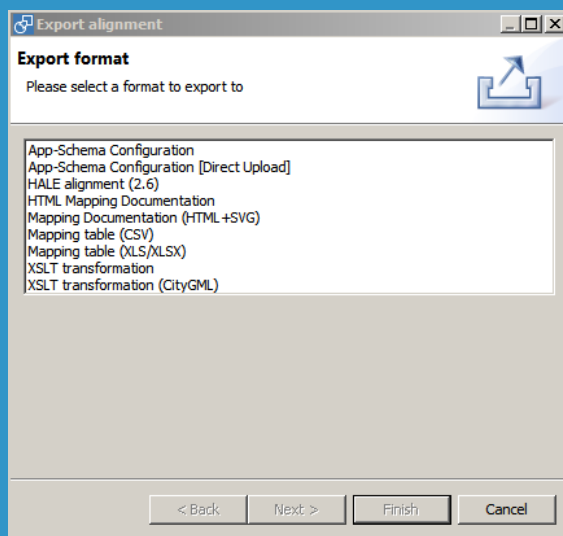 Export alignment
Export format
Please select a format to export to
App-Schema Configuration
App-Schema Configuration [Direct Upload]
HALE alignment (2.6)
HTML Mapping Documentation
Mapping Documentation (HTML+SVG)
Mapping table (CSV)
Mapping table (XLS/XLSX)
XSLT transformation
XSLT transformation (CityGML)
< Back Next > Finish Cancel